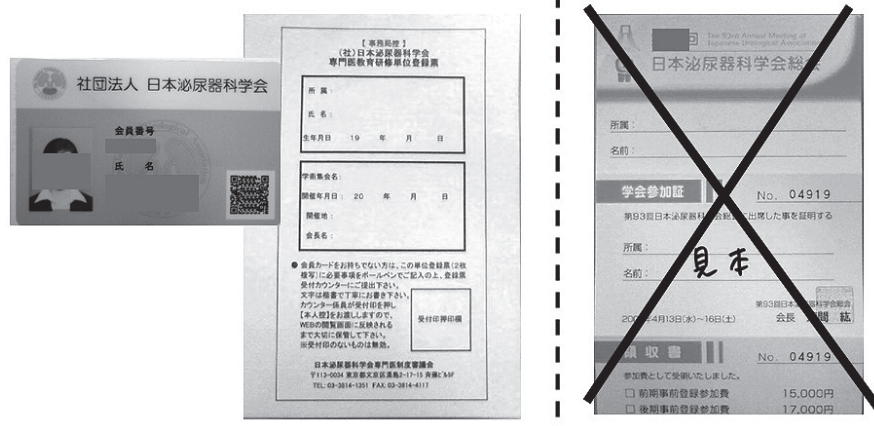 社団法人 日本泌尿器科学会
会員番号
氏 名
【 事務局控 】
(社)日本泌尿器科学会
専門医教育研修単位登録票
所 属：
氏 名：
生年月日 19 年 月 日
学術集会名：
開催年月日： 20 年 月 日
開催地：
会長名：
● 会員カードをお持ちでない方は、この単位登録票(2枚
複写)に必要事項をボールペンでご記入の上、登録票
受付カウンターにご提出下さい。
文字は楷書で丁寧にお書き下さい。
カウンター係員が受付印を押し
【本人控】をお渡ししますので、
WEBの閲覧画面に反映される
まで大切に保管して下さい。
※受付印のないものは無効。
受付印押印欄
日本泌尿器科学会専門医制度審議会
〒113-0034 東京都文京区湯島2-17-15 斉藤ビル5F
TEL: 03-3814-1351 FAX: 03-3814-4117
The 93rd Annual Meeting of
Japanese Urological Association
日本泌尿器科学会総会
所属：
名前：
学会参加証
No. 04919
第93回日本泌尿器科学会総会に出席した事を証明する
所属：
名前：
見本
第93回日本泌尿器科学会総会
4月13日(水)～16日(土)
会長 間 紘
領収書
No. 04919
参加費として受領いたしました。
□ 前期事前登録参加費 15,000円
□ 後期事前登録参加費 17,000円